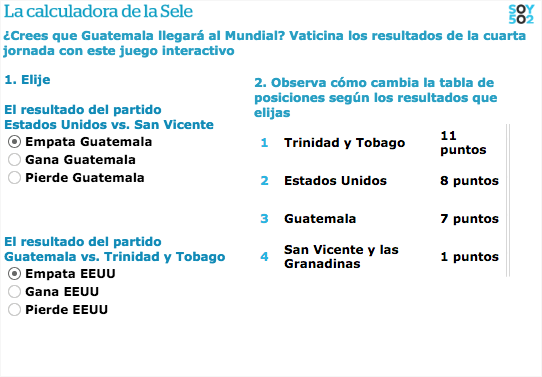 La calculadora de la Sele
SOY
502
¿Crees que Guatemala llegará al Mundial? Vaticina los resultados de la cuarta
jornada con este juego interactivo
1. Elije
El resultado del partido
Estados Unidos vs. San Vicente
Empata Guatemala
Gana Guatemala
Pierde Guatemala
El resultado del partido
Guatemala vs. Trinidad y Tobago
Empata EEUU
Gana EEUU
Pierde EEUU
2. Observa cómo cambia la tabla de
posiciones según los resultados que
elijas
1 Trinidad y Tobago 11
puntos
2 Estados Unidos 8 puntos
3 Guatemala 7 puntos
4 San Vicente y las
Granadinas 1 puntos